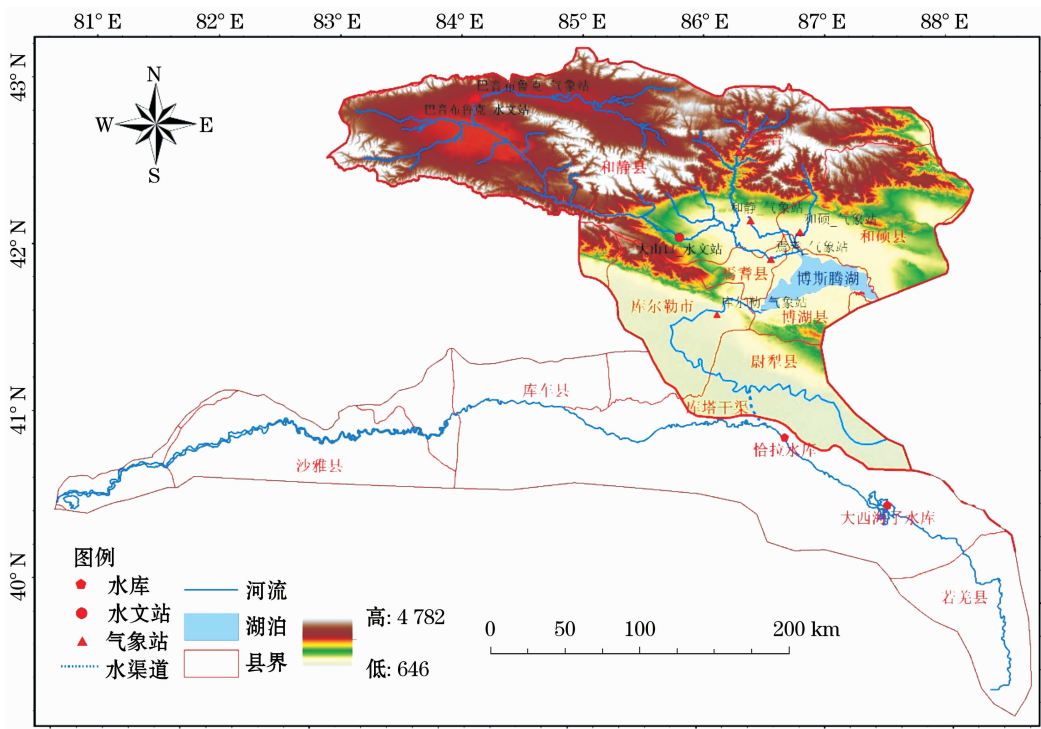 81° E 82° E 83° E 84° E 85° E 86° E 87° E 88° E
43° N
42° N
41° N
40° N
N
W E
S
巴音布鲁克_气象站
巴音布鲁克_水文站
和静县
和静_气象站
和硕_气象站
和硕县
大山口_水文站
焉耆_气象站
焉耆县
博斯腾湖
库尔勒市
库尔勒_气象站
博湖县
尉犁县
库车县
库塔干渠
恰拉水库
沙雅县
大西海子水库
若羌县
图例
水库
水文站
气象站
水渠道
河流
湖泊
县界
高: 4 782
低: 646
0 50 100 200 km